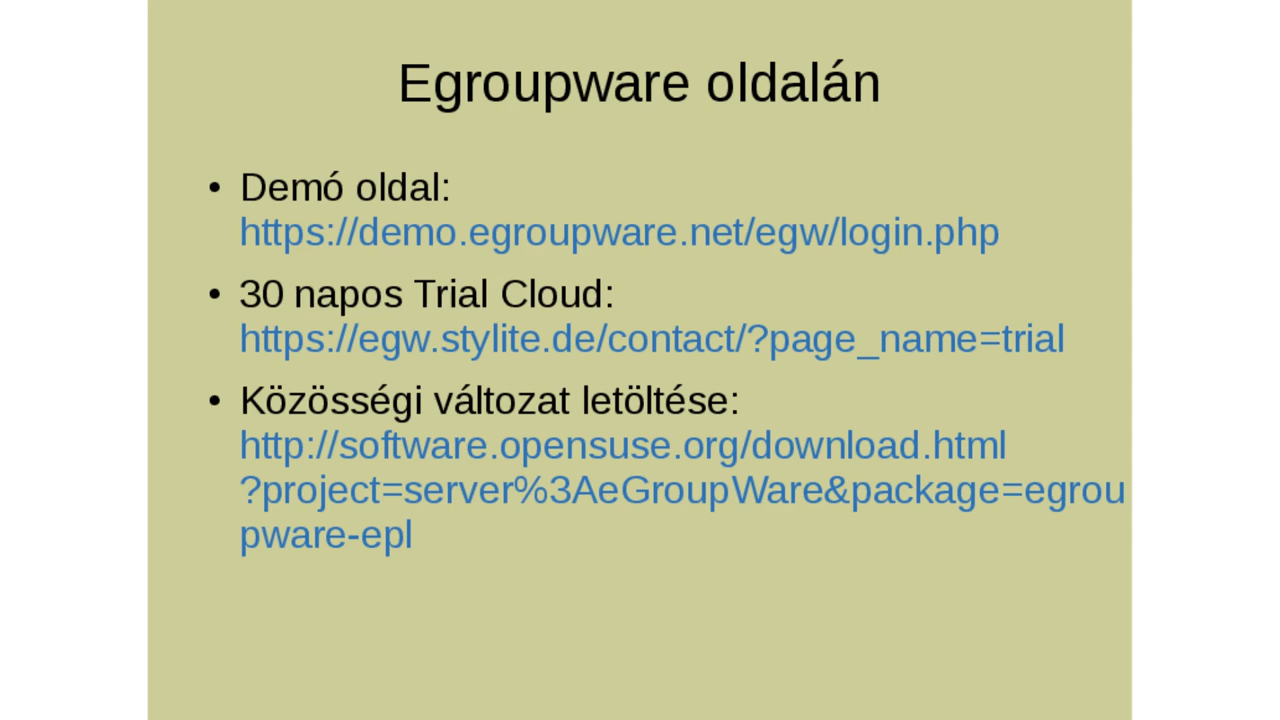 Egroupware oldalán
• Demó oldal:
https://demo.egroupware.net/egw/login.php
• 30 napos Trial Cloud:
https://egw.stylite.de/contact/?page_name=trial
• Közösségi változat letöltése:
http://software.opensuse.org/download.html
?project=server%3AeGroupWare&package=egrou
pware-epl